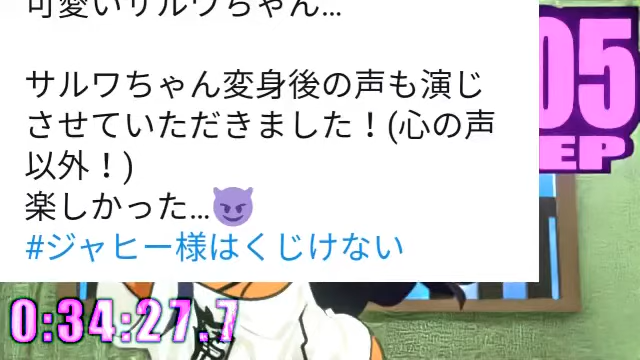 可愛いサルワちゃん...
サルワちゃん変身後の声も演じ
させていただきました！(心の声
以外！)
楽しかった...😈
#ジャヒー様はくじけない
05
EP
0:34:27.7